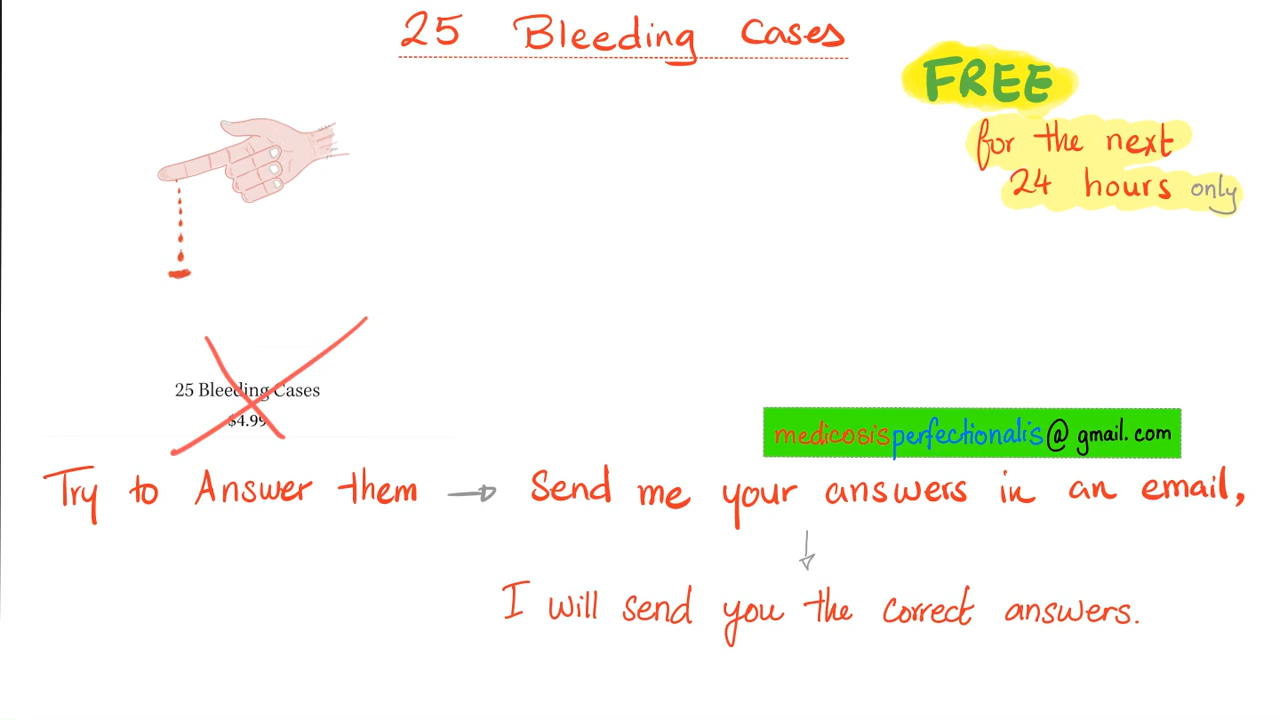 25 Bleeding Cases
FREE
for the next
24 hours only
25 Bleeding Cases
$4.99
medicosisperfectionalis@gmail.com
Try to Answer them → Send me your answers in an email,
I will send you the correct answers.